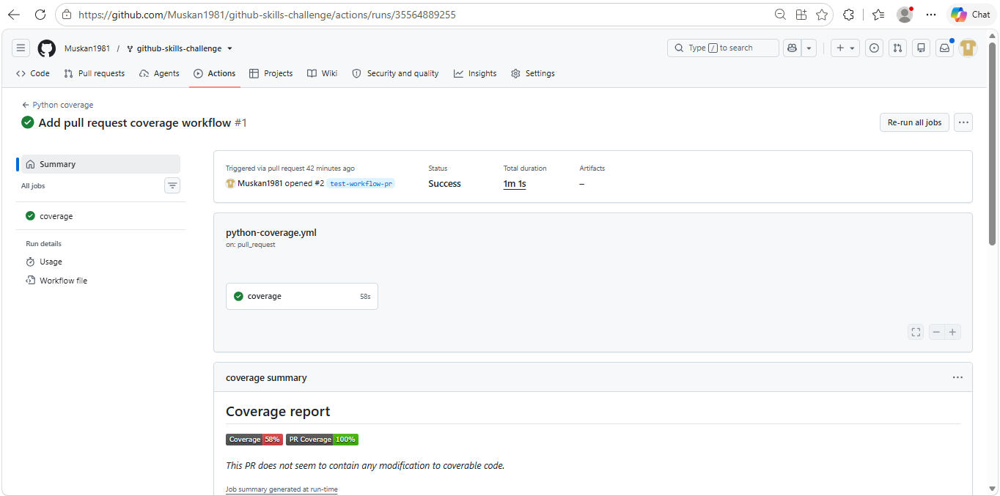 https://github.com/Muskan1981/github-skills-challenge/actions/runs/35564889255
Chat
Muskan1981 / github-skills-challenge
Type / to search
Code Pull requests Agents Actions Projects Wiki Security and quality Insights Settings
Python coverage
Add pull request coverage workflow #1
Re-run all jobs
Summary
All jobs
coverage
Run details
Usage
Workflow file
Triggered via pull request 42 minutes ago
Muskan1981 opened #2 test-workflow-pr
Status
Success
Total duration
1m 1s
Artifacts
–
python-coverage.yml
on: pull_request
coverage 58s
coverage summary
Coverage report
Coverage 58% PR Coverage 100%
This PR does not seem to contain any modification to coverable code.
Job summary generated at run-time